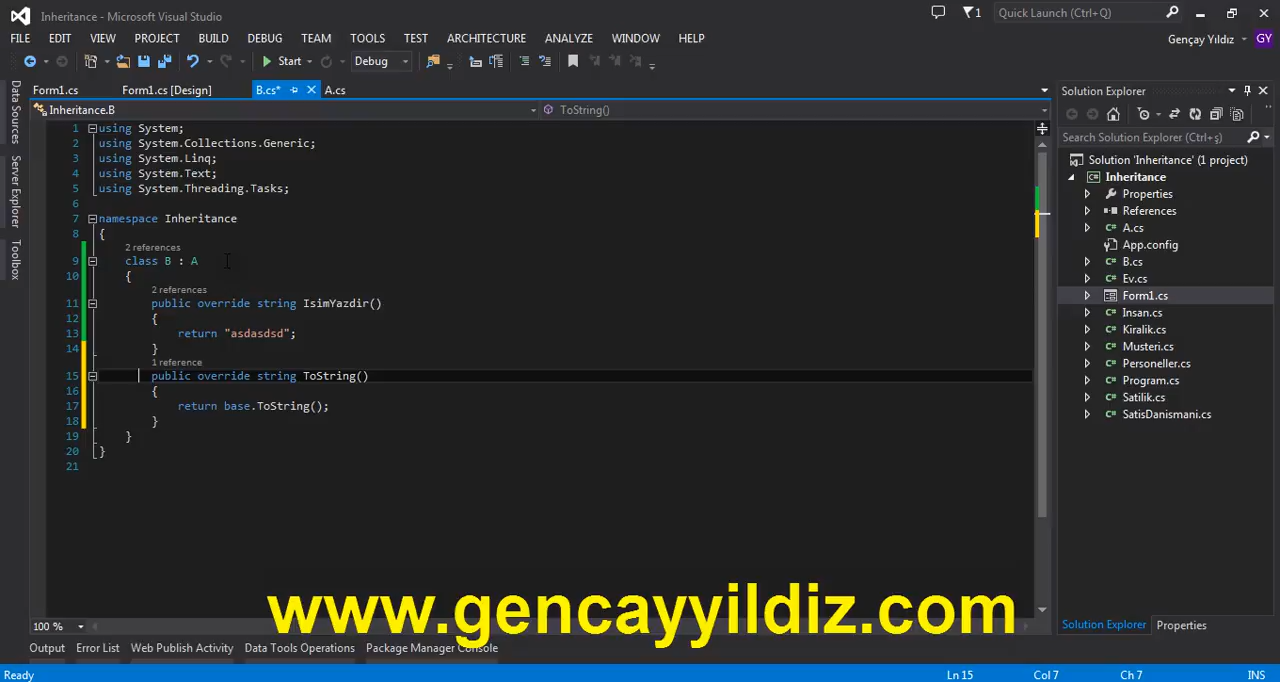 Inheritance - Microsoft Visual Studio
1
Quick Launch (Ctrl+Q)
FILE EDIT VIEW PROJECT BUILD DEBUG TEAM TOOLS TEST ARCHITECTURE ANALYZE WINDOW HELP
Gençay Yıldız GY
Start Debug
Form1.cs Form1.cs [Design] B.cs* A.cs
Inheritance.B ToString()
1 using System;
2 using System.Collections.Generic;
3 using System.Linq;
4 using System.Text;
5 using System.Threading.Tasks;
6
7 namespace Inheritance
8 {
2 references
9 class B : A
10 {
2 references
11 public override string IsimYazdir()
12 {
13 return "asdasdsd";
14 }
1 reference
15 public override string ToString()
16 {
17 return base.ToString();
18 }
19 }
20 }
21
100 %
Data Sources
Server Explorer
Toolbox
Solution Explorer
Search Solution Explorer (Ctrl+ş)
Solution 'Inheritance' (1 project)
Inheritance
Properties
References
A.cs
App.config
B.cs
Ev.cs
Form1.cs
Insan.cs
Kiralik.cs
Musteri.cs
Personeller.cs
Program.cs
Satilik.cs
SatisDanismani.cs
Solution Explorer Properties
www.gencayyildiz.com
Output Error List Web Publish Activity Data Tools Operations Package Manager Console
Ready Ln 15 Col 7 Ch 7 INS